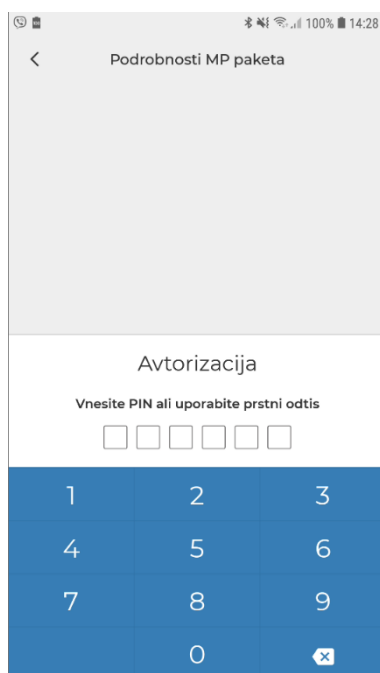 100% 14:28
Podrobnosti MP paketa
Avtorizacija
Vnesite PIN ali uporabite prstni odtis
1 2 3
4 5 6
7 8 9
0